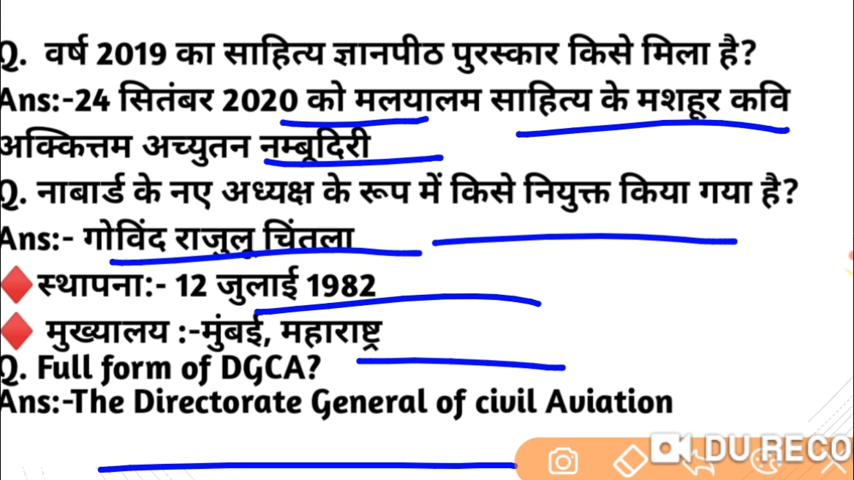 Q. वर्ष 2019 का साहित्य ज्ञानपीठ पुरस्कार किसे मिला है?
Ans:-24 सितंबर 2020 को मलयालम साहित्य के मशहूर कवि
अक्कित्तम अच्युतन नम्बूदिरी
Q. नाबार्ड के नए अध्यक्ष के रूप में किसे नियुक्त किया गया है?
Ans:- गोविंद राजुलु चिंतला
स्थापना:- 12 जुलाई 1982
मुख्यालय :-मुंबई, महाराष्ट्र
Q. Full form of DGCA?
Ans:-The Directorate General of civil Aviation
DU RECO